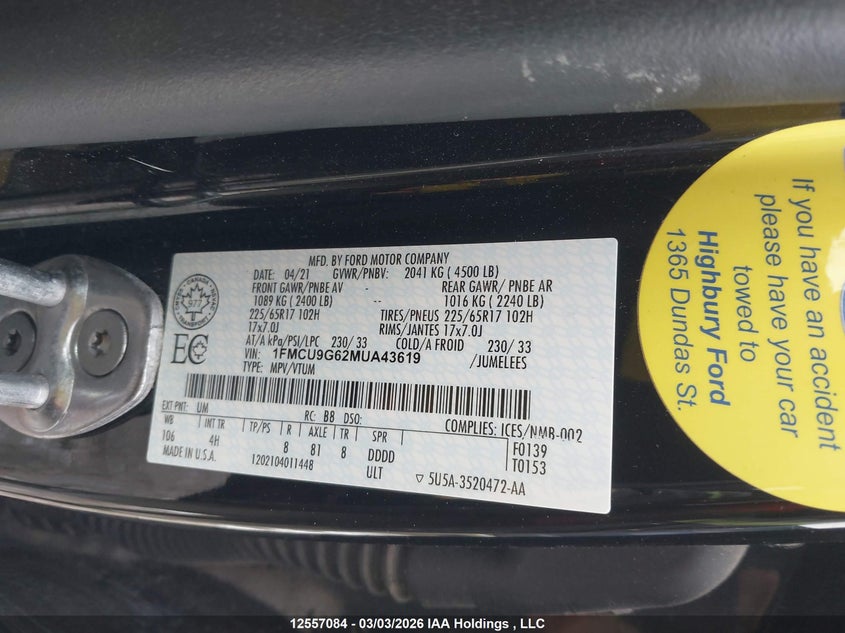 MFD. BY FORD MOTOR COMPANY
DATE: 04/21 GVWR/PNBV: 2041 KG ( 4500 LB)
FRONT GAWR/PNBE AV - REAR GAWR/ PNBE AR
1089 KG ( 2400 LB) -- 1016 KG ( 2240 LB)
225/65R17 102H TIRES/PNEUS 225/65R17 102H
17x7.0J RIMS/JANTES 17x7.0J
AT/A kPa/PSI/LPC 230/ 33 COLD/A FROID 230/ 33
VIN: 1FMCU9G62MUA43619 /JUMELEES
TYPE: MPV/VTUM
EXT PNT: UM RC: B8 DSO: COMPLIES: ICES/NMB-002
WB INT TR TP/PS R AXLE TR SPR F0139
106 4H 8 81 8 DDDD T0153
MADE IN U.S.A. ULT
1202104011448 5U5A-3520472-AA
CANADA
TRANSPORT
EC
If you have an accident
please have your car
towed to
Highbury Ford
1365 Dundas St.
12557084 - 03/03/2026 IAA Holdings , LLC